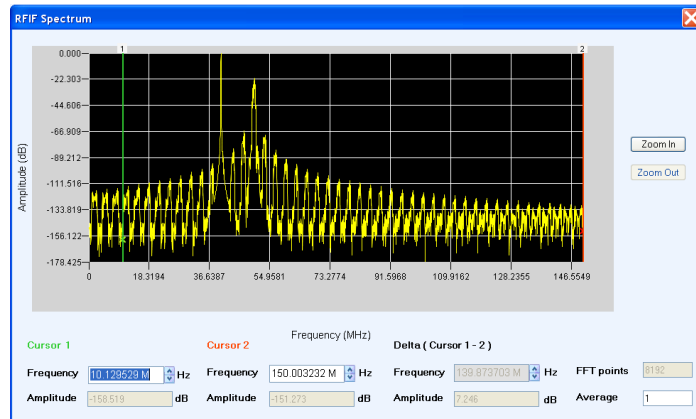 RFIF Spectrum
1
2
0.000
-22.303
-44.606
-66.909
-89.212
-111.516
-133.819
-156.122
-178.425
Amplitude (dB)
0
18.3194
36.6387
54.9581
73.2774
91.5968
109.9162
128.2355
146.5549
Frequency (MHz)
Zoom In
Zoom Out
Cursor 1
Frequency 10.129529 M Hz
Amplitude -158.519 dB
Cursor 2
Frequency 150.003232 M Hz
Amplitude -151.273 dB
Delta ( Cursor 1 - 2 )
Frequency 139.873703 M Hz
Amplitude 7.246 dB
FFT points 8192
Average 1